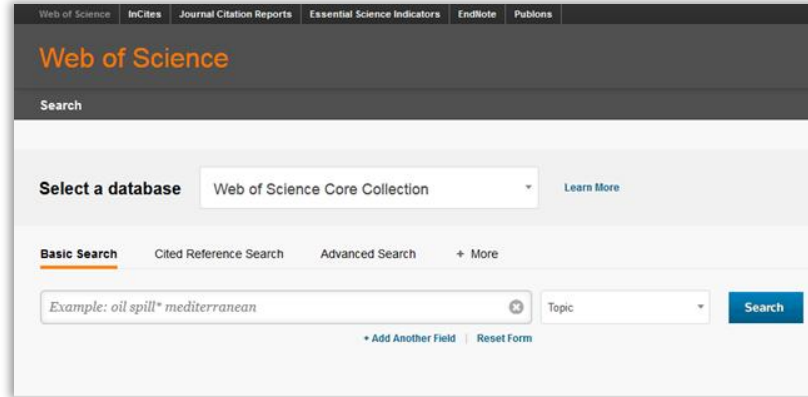 Web of Science InCites Journal Citation Reports Essential Science Indicators EndNote Publons
Web of Science
Search
Select a database Web of Science Core Collection Learn More
Basic Search Cited Reference Search Advanced Search + More
Example: oil spill* mediterranean Topic Search
+ Add Another Field | Reset Form